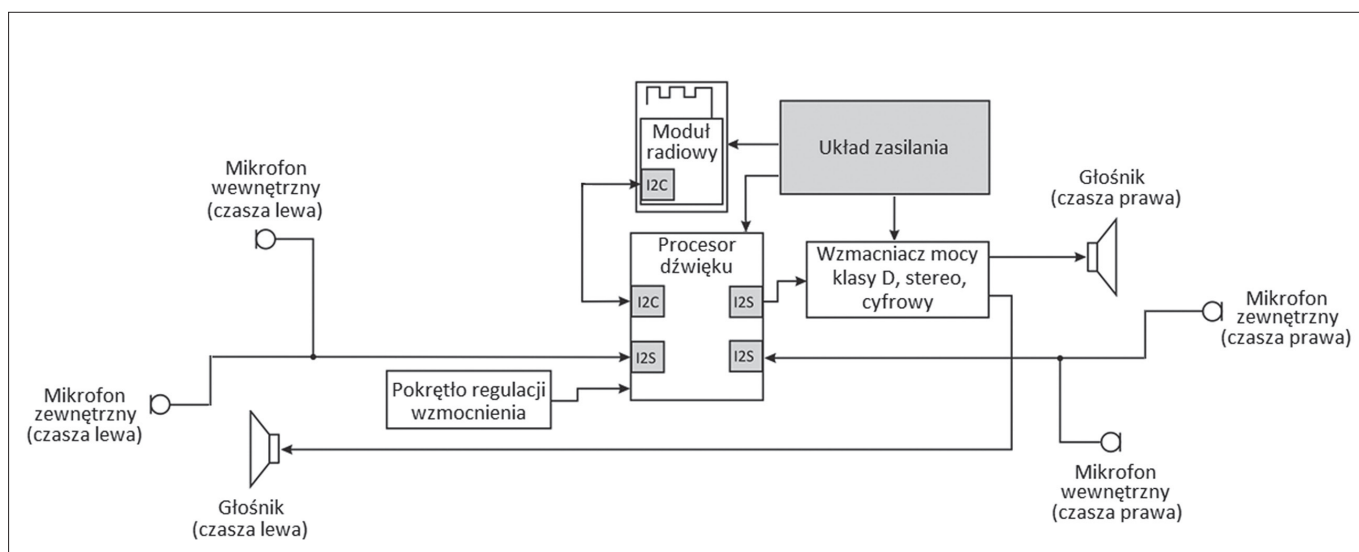 Moduł
radiowy
I2C
Układ zasilania
Mikrofon
wewnętrzny
(czasza lewa)
Głośnik
(czasza prawa)
Procesor
dźwięku
I2C
I2S
I2S
I2S
Wzmacniacz mocy
klasy D, stereo,
cyfrowy
Mikrofon
zewnętrzny
(czasza prawa)
Mikrofon
zewnętrzny
(czasza lewa)
Pokrętło regulacji
wzmocnienia
Głośnik
(czasza lewa)
Mikrofon
wewnętrzny
(czasza prawa)